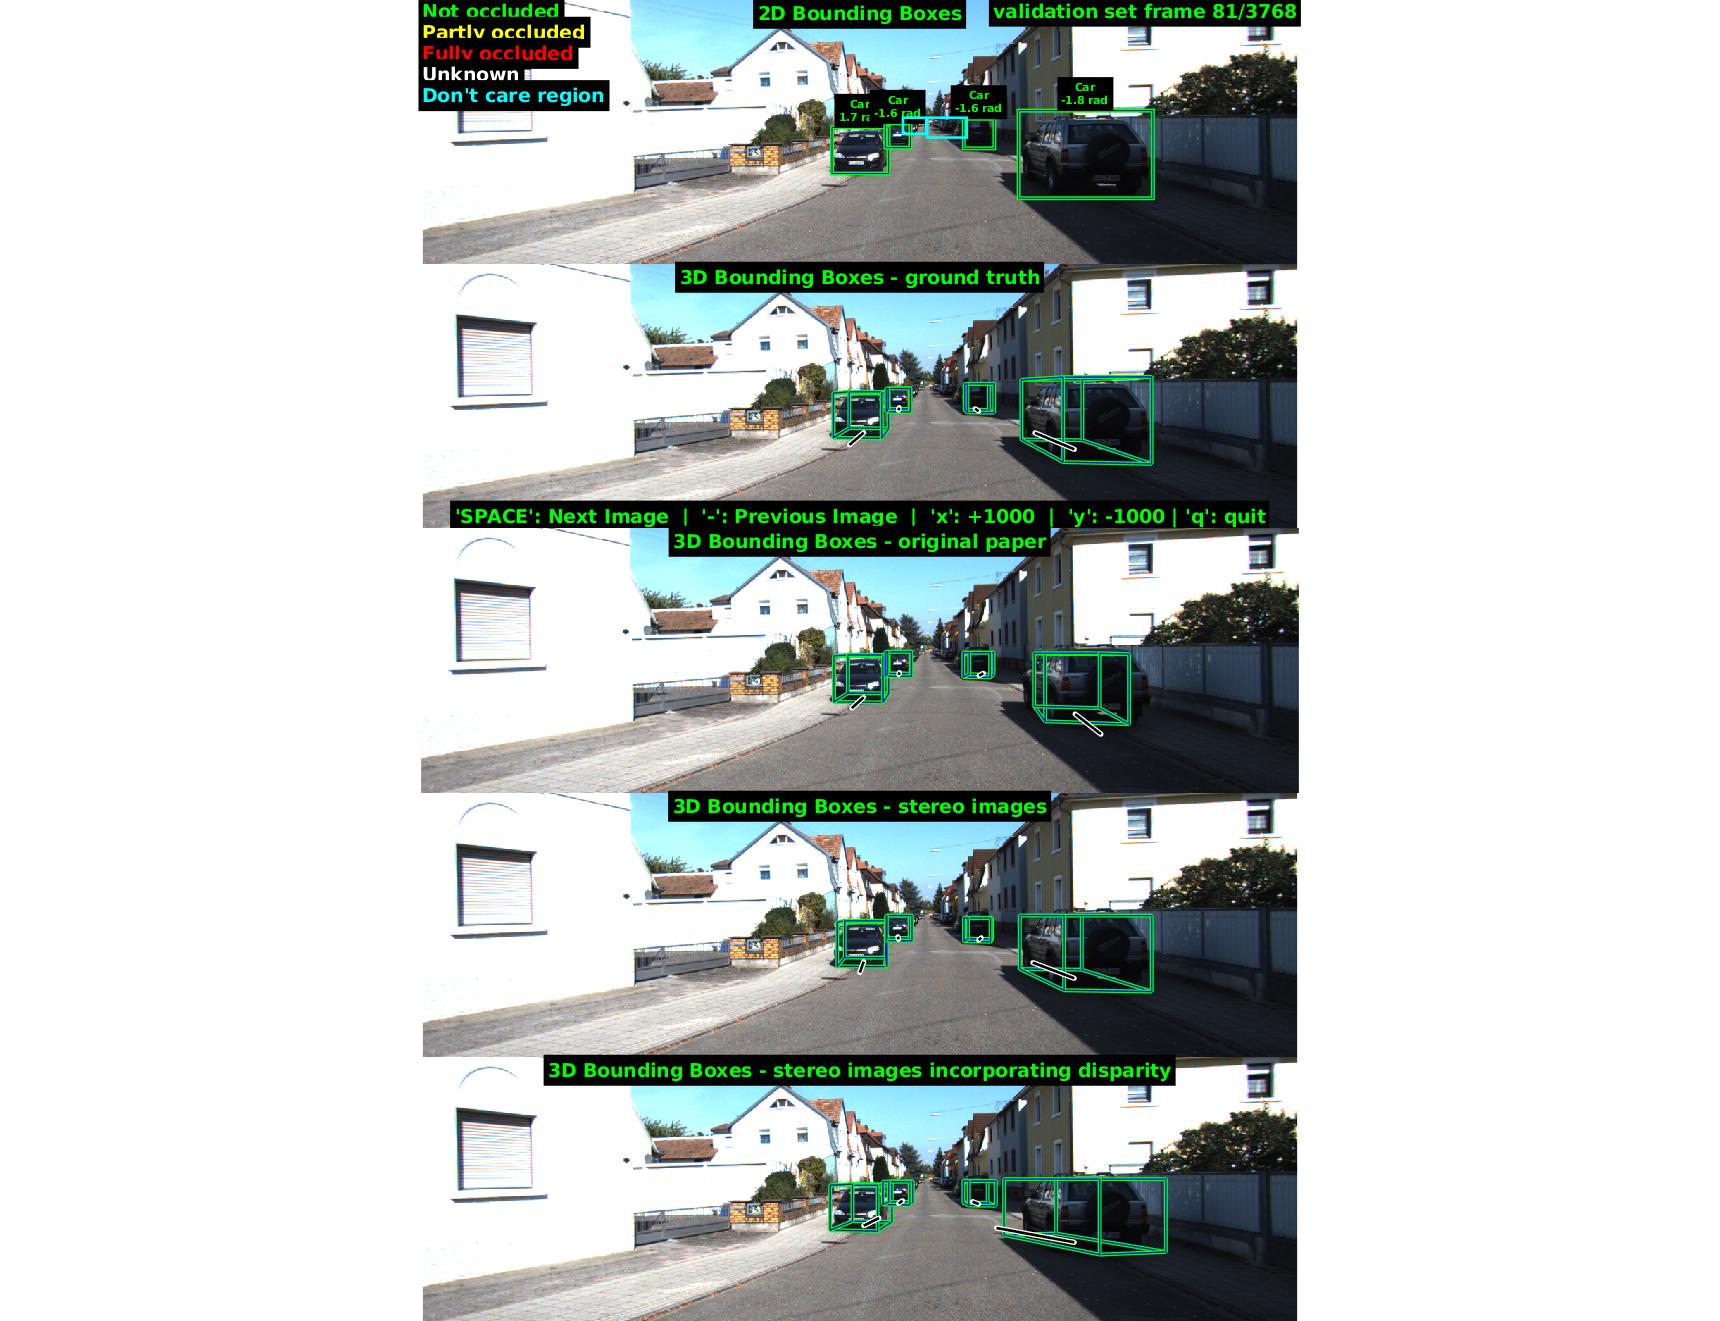 Not occluded
Partly occluded
Fully occluded
Unknown
Don't care region
2D Bounding Boxes
validation set frame 81/3768
Car
1.7
Car
-1.6 rad
Car
-1.6 rad
Car
-1.8 rad
3D Bounding Boxes - ground truth
'SPACE': Next Image | '-': Previous Image | 'x': +1000 | 'y': -1000 | 'q': quit
3D Bounding Boxes - original paper
3D Bounding Boxes - stereo images
3D Bounding Boxes - stereo images incorporating disparity